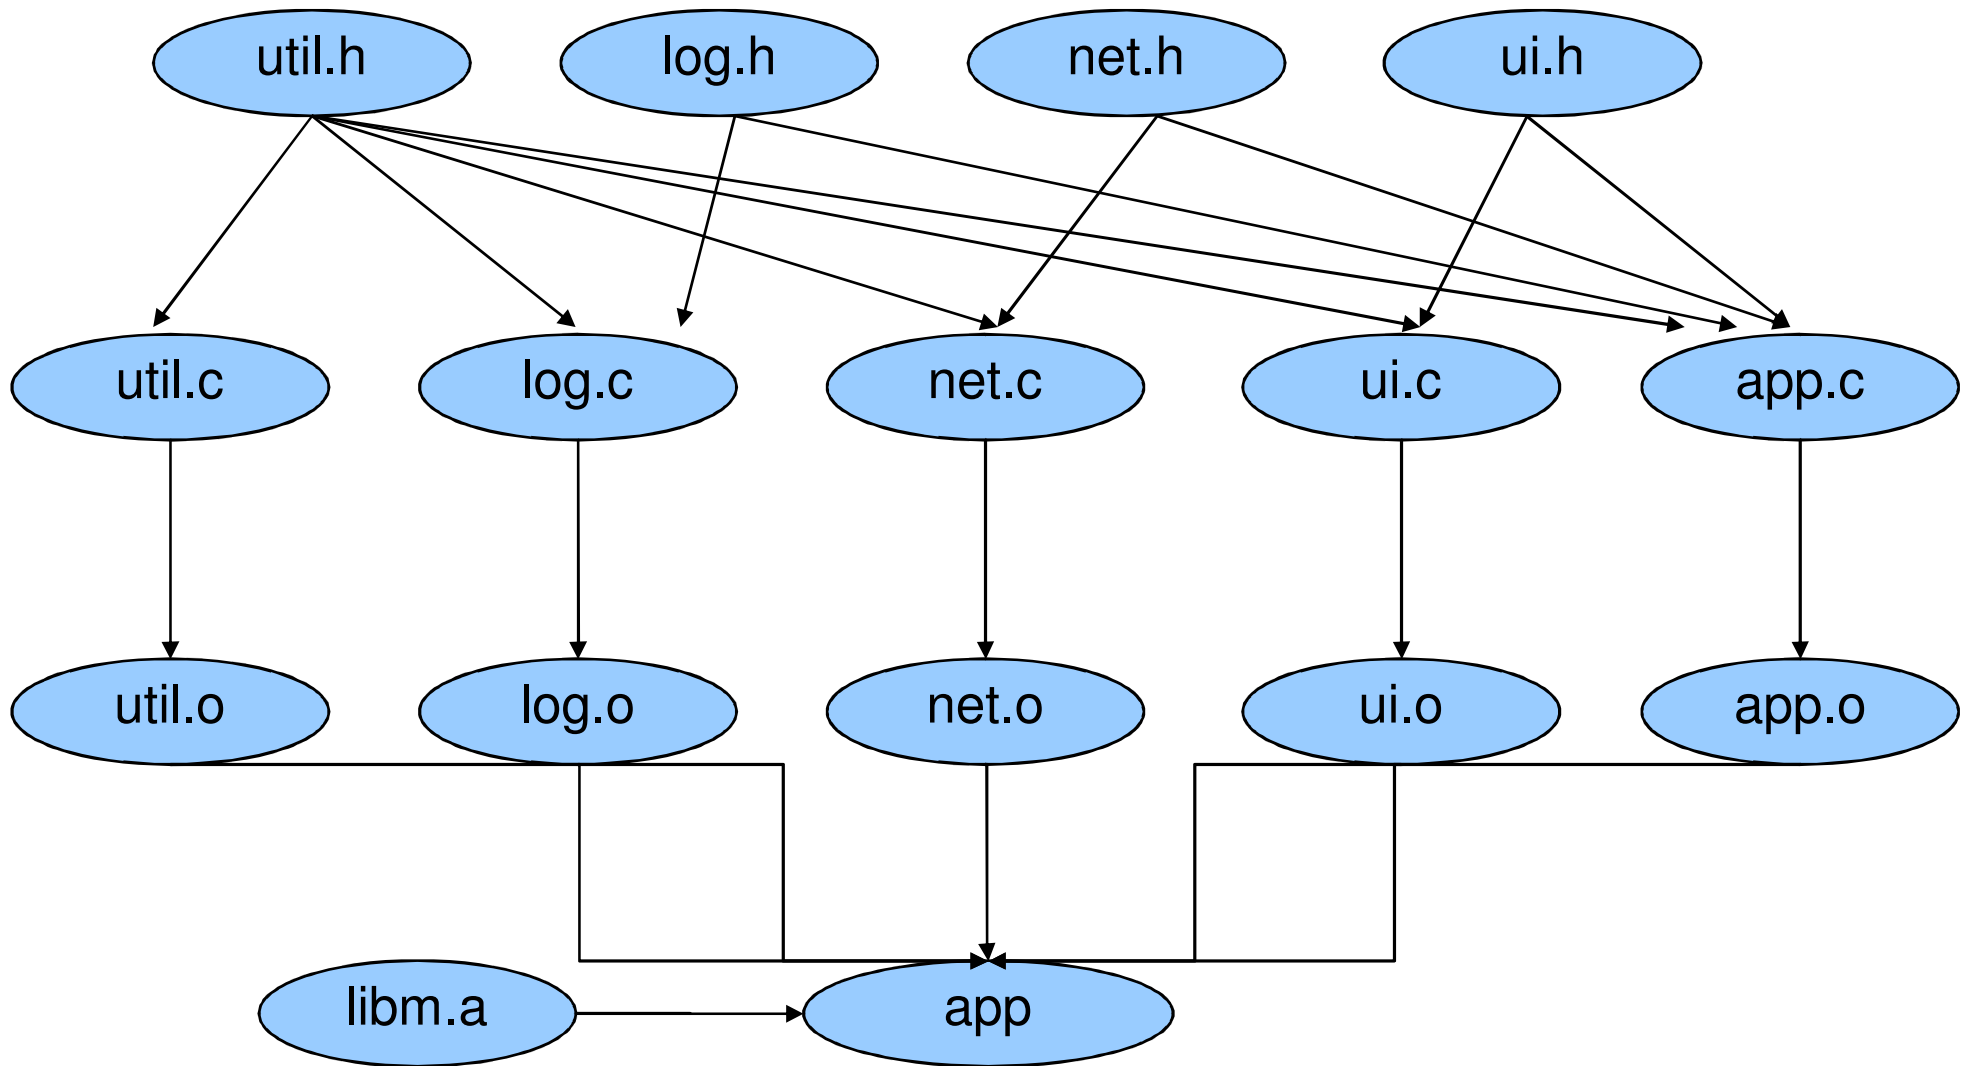 util.h
log.h
net.h
ui.h
util.c
log.c
net.c
ui.c
app.c
util.o
log.o
net.o
ui.o
app.o
libm.a
app